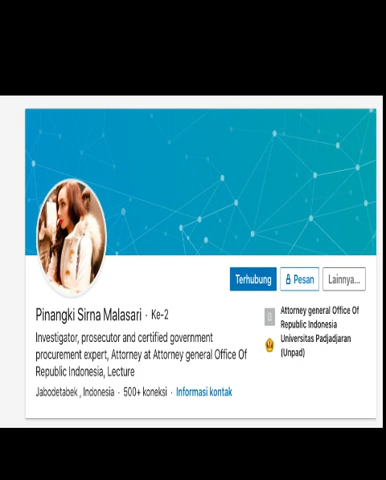 Terhubung
Pesan
Lainnya...
Pinangki Sirna Malasari · Ke-2
Investigator, prosecutor and certified government
procurement expert, Attorney at Attorney general Office Of
Republic Indonesia, Lecture
Jabodetabek , Indonesia · 500+ koneksi · Informasi kontak
Attorney general Office Of
Republic Indonesia
Universitas Padjadjaran
(Unpad)